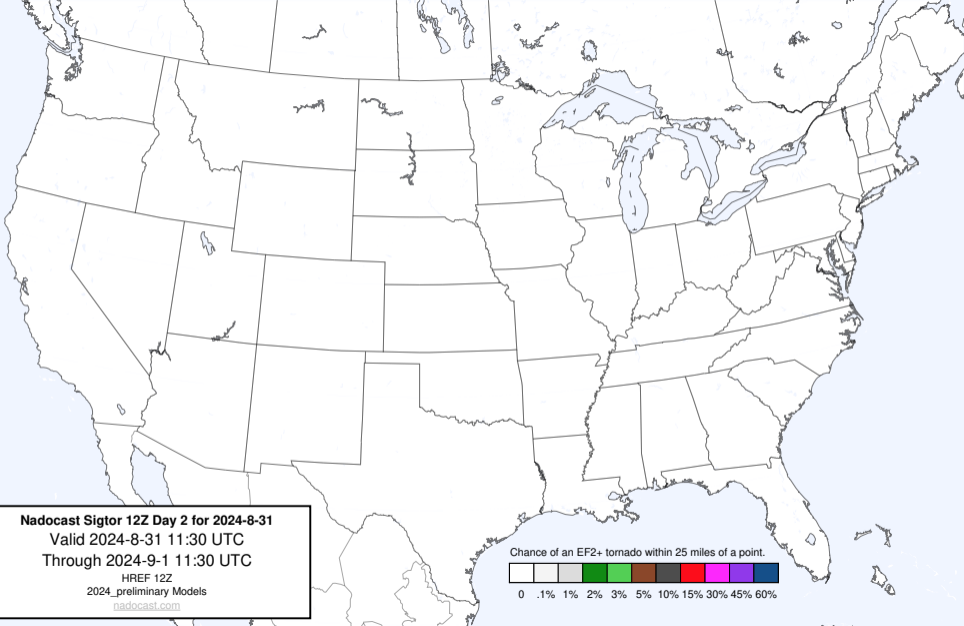 Nadocast Sigtor 12Z Day 2 for 2024-8-31
Valid 2024-8-31 11:30 UTC
Through 2024-9-1 11:30 UTC
HREF 12Z
2024_preliminary Models
nadocast.com
Chance of an EF2+ tornado within 25 miles of a point.
0 .1% 1% 2% 3% 5% 10% 15% 30% 45% 60%